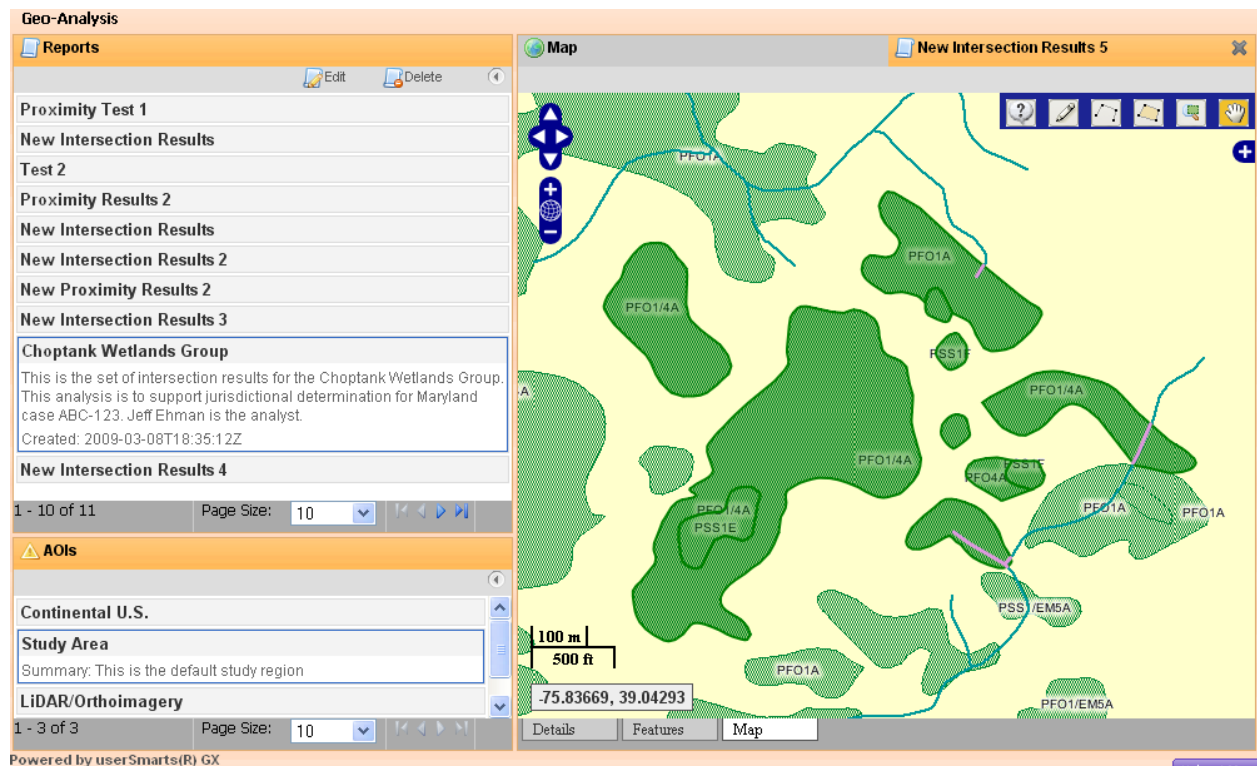 Geo-Analysis
Reports
Edit Delete
Proximity Test 1
New Intersection Results
Test 2
Proximity Results 2
New Intersection Results
New Intersection Results 2
New Proximity Results 2
New Intersection Results 3
Choptank Wetlands Group
This is the set of intersection results for the Choptank Wetlands Group.
This analysis is to support jurisdictional determination for Maryland
case ABC-123. Jeff Ehman is the analyst.
Created: 2009-03-08T18:35:12Z
New Intersection Results 4
1 - 10 of 11 Page Size: 10
AOIs
Continental U.S.
Study Area
Summary: This is the default study region
LiDAR/Orthoimagery
1 - 3 of 3 Page Size: 10
Powered by userSmarts(R) GX
Map New Intersection Results 5
PFO1A
PFO1A
PFO1/4A
PSS1F
PFO1/4A
PFO1/4A
PSS1F
PFO4A
PFO1/4A
PSS1E
PFO1A
PFO1A
PSS1/EM5A
100 m
500 ft
PFO1A
-75.83669, 39.04293
PFO1/EM5A
Details Features Map